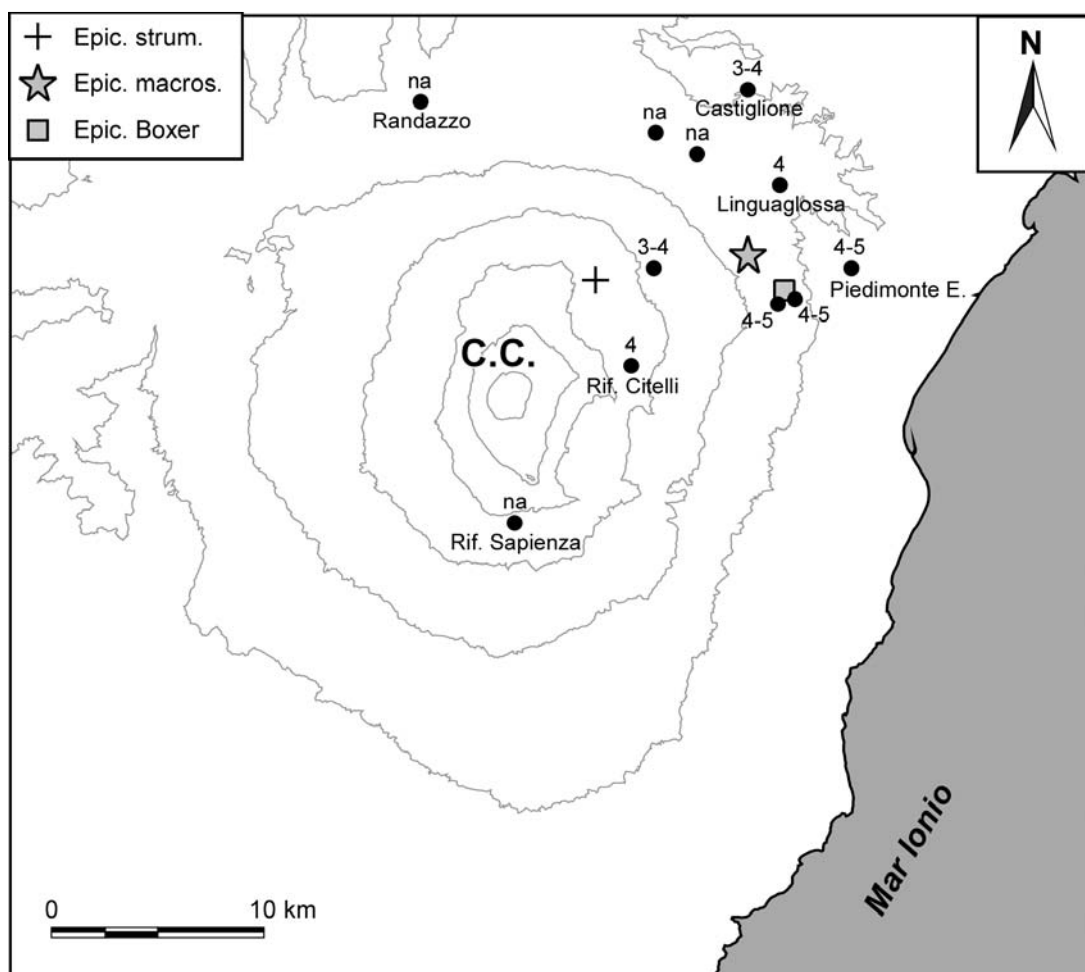 Epic. strum.
Epic. macros.
Epic. Boxer
N
na
Randazzo
3-4
Castiglione
na
na
4
Linguaglossa
3-4
4-5
Piedimonte E.
4-5
4-5
C.C.
4
Rif. Citelli
na
Rif. Sapienza
Mar Ionio
0
10 km